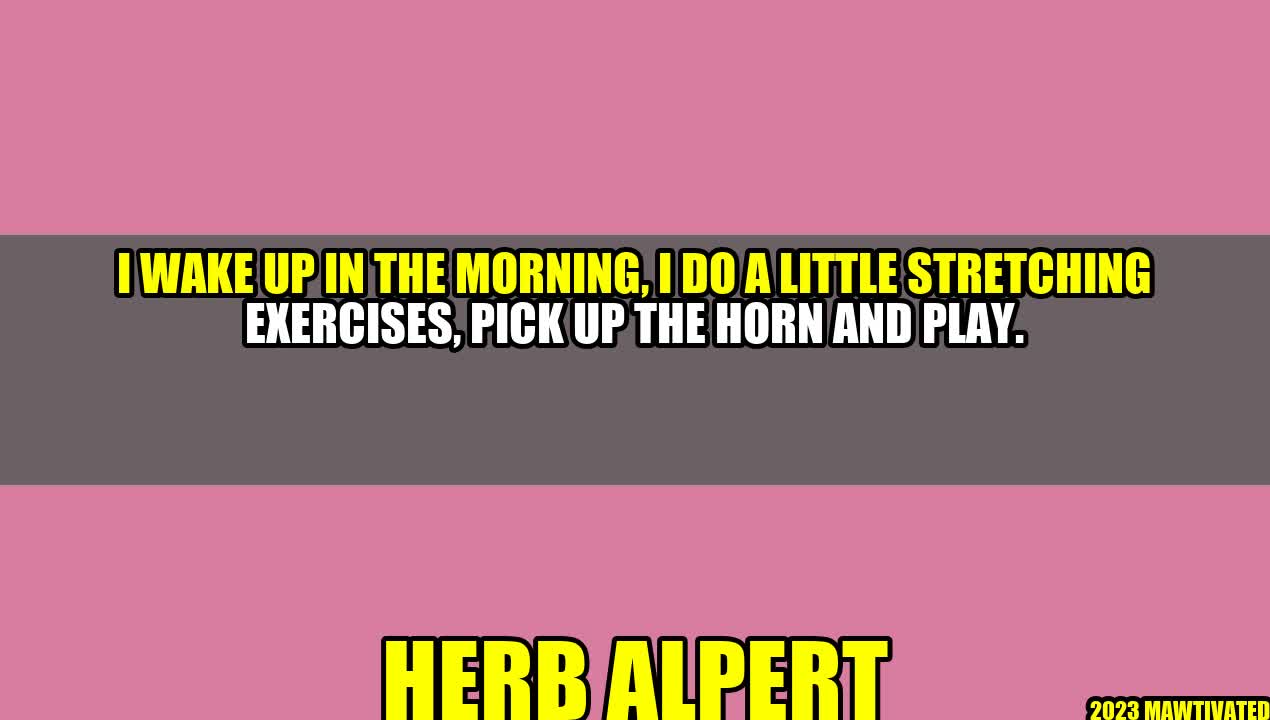 I WAKE UP IN THE MORNING, I DO A LITTLE STRETCHING
EXERCISES, PICK UP THE HORN AND PLAY.
HERB ALPERT
2023 MAWTIVATED